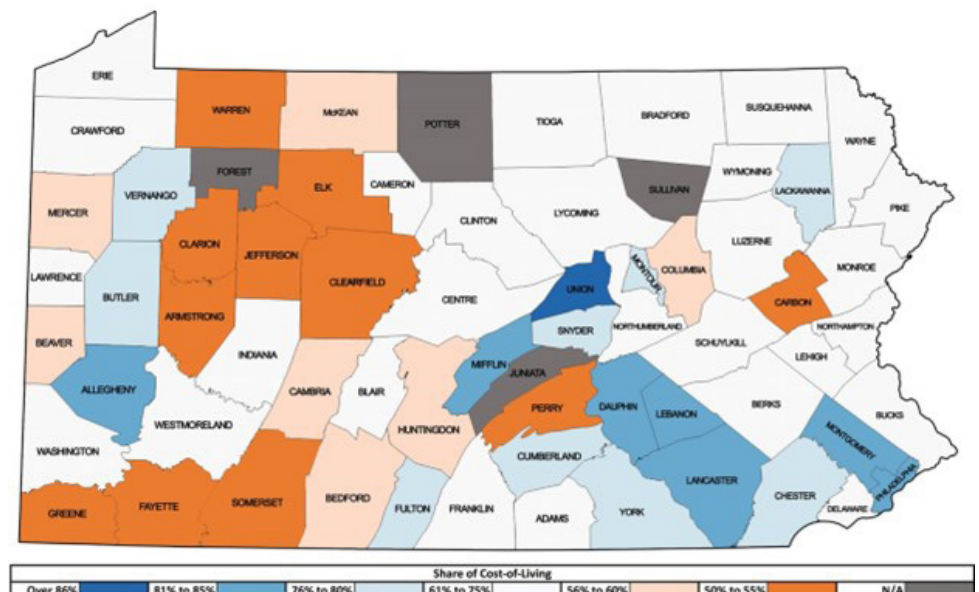 ERIE
WARREN
McKEAN
POTTER
TIOGA
BRADFORD
SUSQUEHANNA
CRAWFORD
WAYNE
FOREST
ELK
CAMERON
SULLIVAN
WYMONING
LACKAWANNA
VERNANGO
MERCER
CLINTON
LYCOMING
PIKE
CLARION
JEFFERSON
LUZERNE
LAWRENCE
CLEARFIELD
COLUMBIA
MONROE
BUTLER
CENTRE
UNION
MONTOUR
CARBON
ARMSTRONG
SNYDER
NORTHUMBERLAND
NORTHAMPTON
BEAVER
INDIANIA
MIFFLIN
SCHUYLKILL
LEHIGH
JUNIATA
ALLEGHENY
CAMBRIA
BLAIR
PERRY
DAUPHIN
LEBANON
BERKS
BUCKS
WESTMORELAND
HUNTINGDON
MONTGOMERY
WASHINGTON
CUMBERLAND
PHILADELPHIA
LANCASTER
GREENE
FAYETTE
SOMERSET
BEDFORD
FULTON
FRANKLIN
ADAMS
YORK
CHESTER
DELAWARE
Share of Cost-of-Living
Over 86% 81% to 85% 76% to 80% 61% to 75% 56% to 60% 50% to 55% N/A